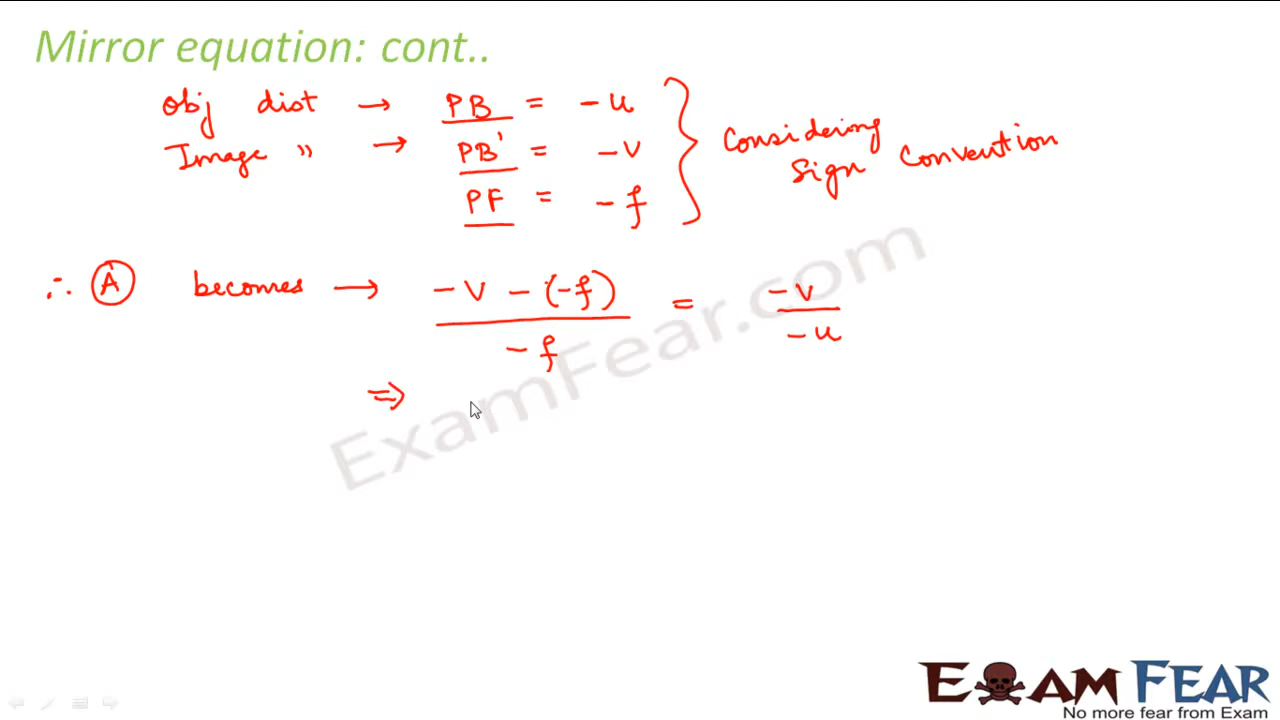 Mirror equation: cont..
Obj dist → PB = -u
Image " → PB' = -v
PF = -f
Considering
Sign Convention
∴ Ⓐ becomes → -v - (-f) / -f = -v / -u
⇒
ExamFear.com
EXAM FEAR
No more fear from Exam